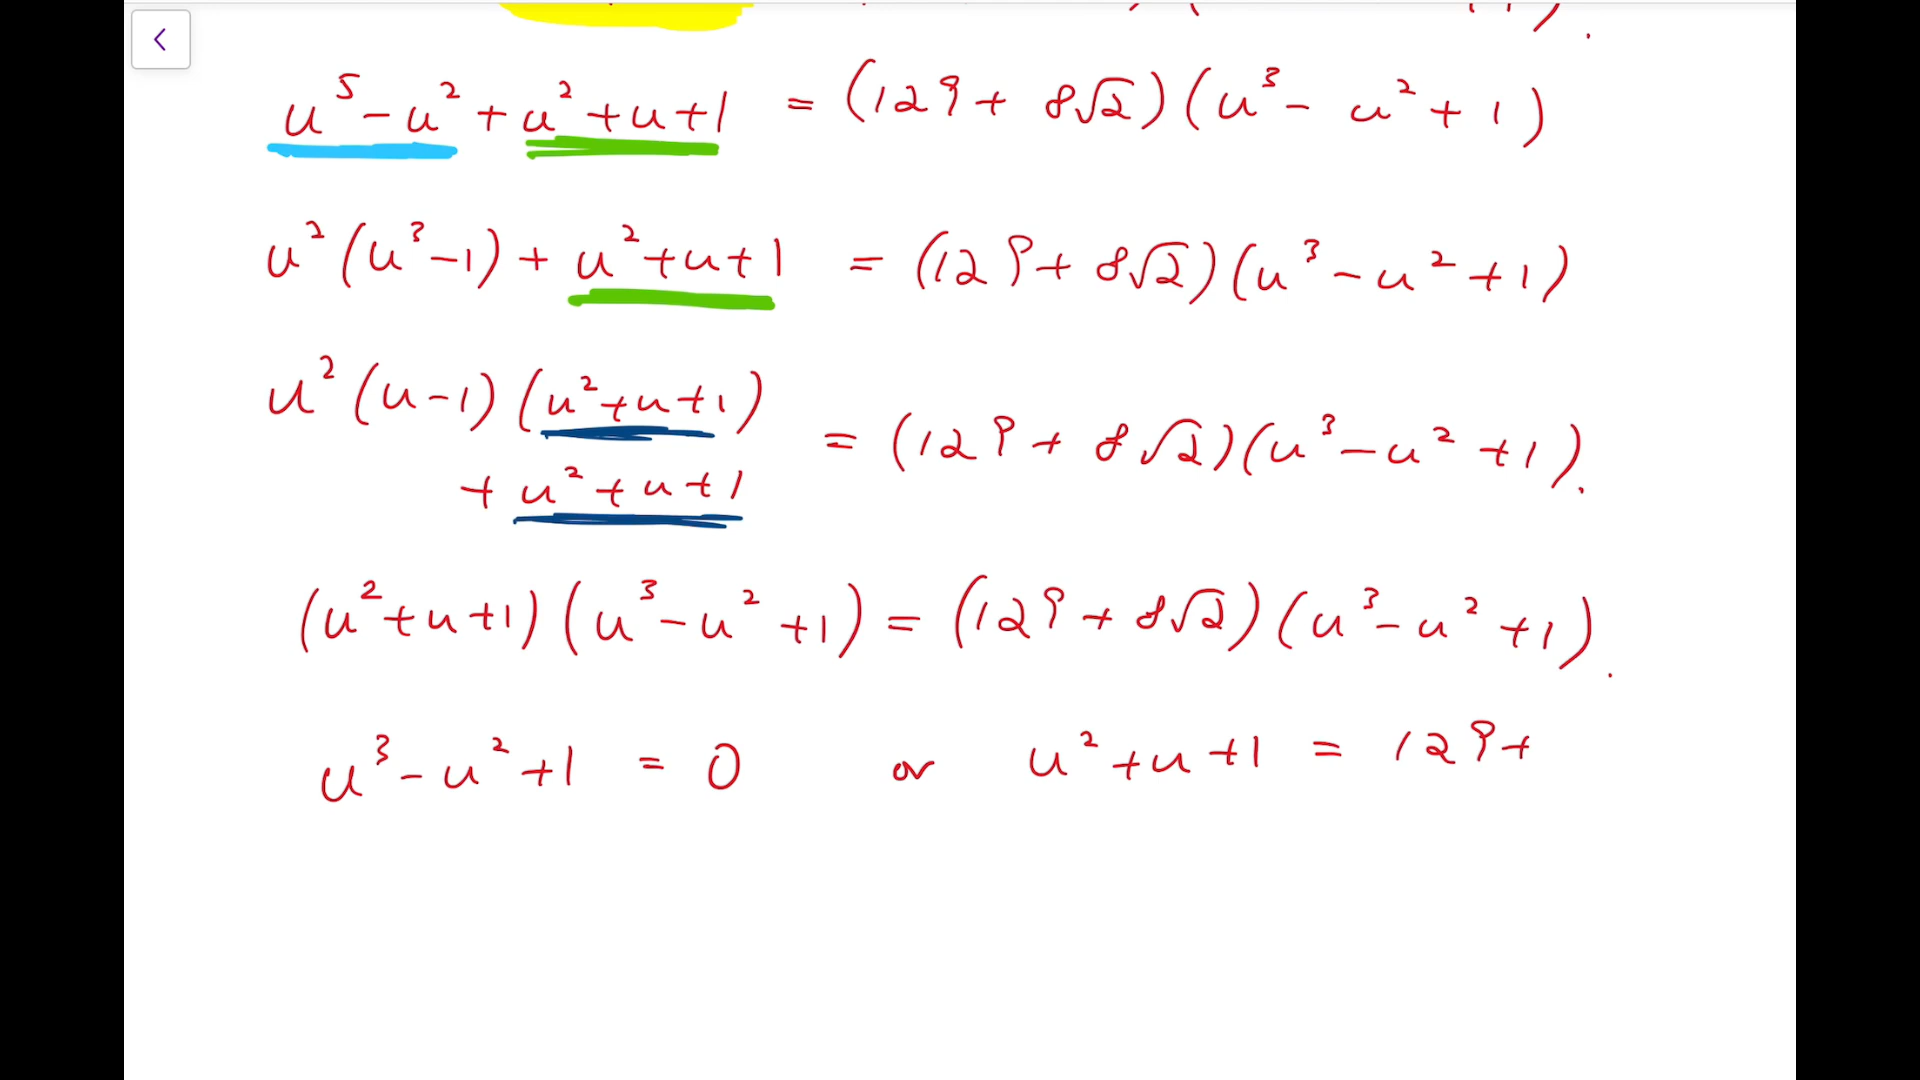 u⁵ - u² + u² + u + 1 = (129 + 8√2)(u³ - u² + 1)
u²(u³ - 1) + u² + u + 1 = (129 + 8√2)(u³ - u² + 1)
u²(u - 1)(u² + u + 1)
+ u² + u + 1 = (129 + 8√2)(u³ - u² + 1).
(u² + u + 1)(u³ - u² + 1) = (129 + 8√2)(u³ - u² + 1).
u³ - u² + 1 = 0 or u² + u + 1 = 129 +